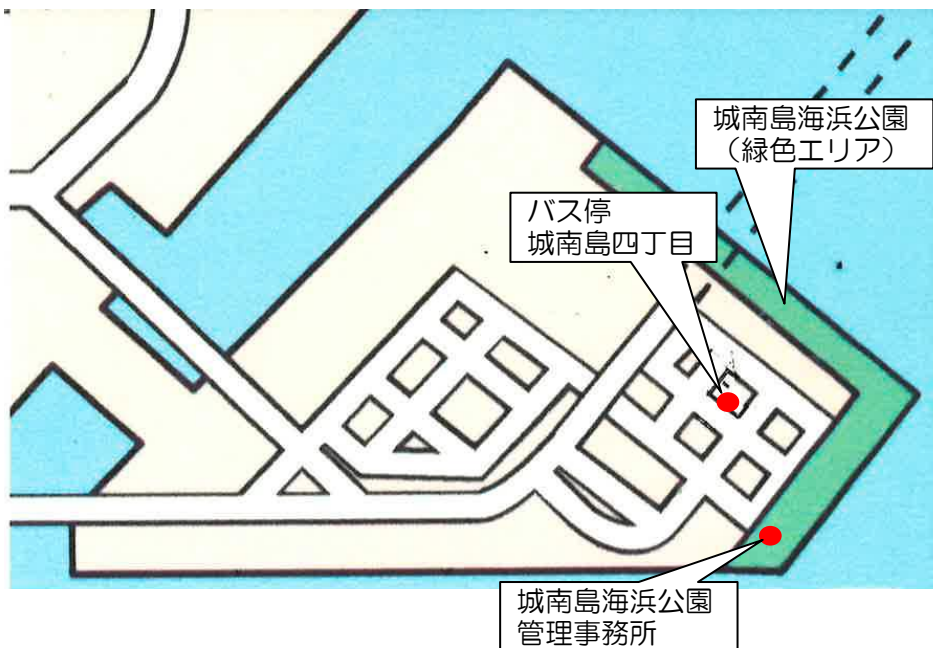 城南島海浜公園
（緑色エリア）
バス停
城南島四丁目
城南島海浜公園
管理事務所